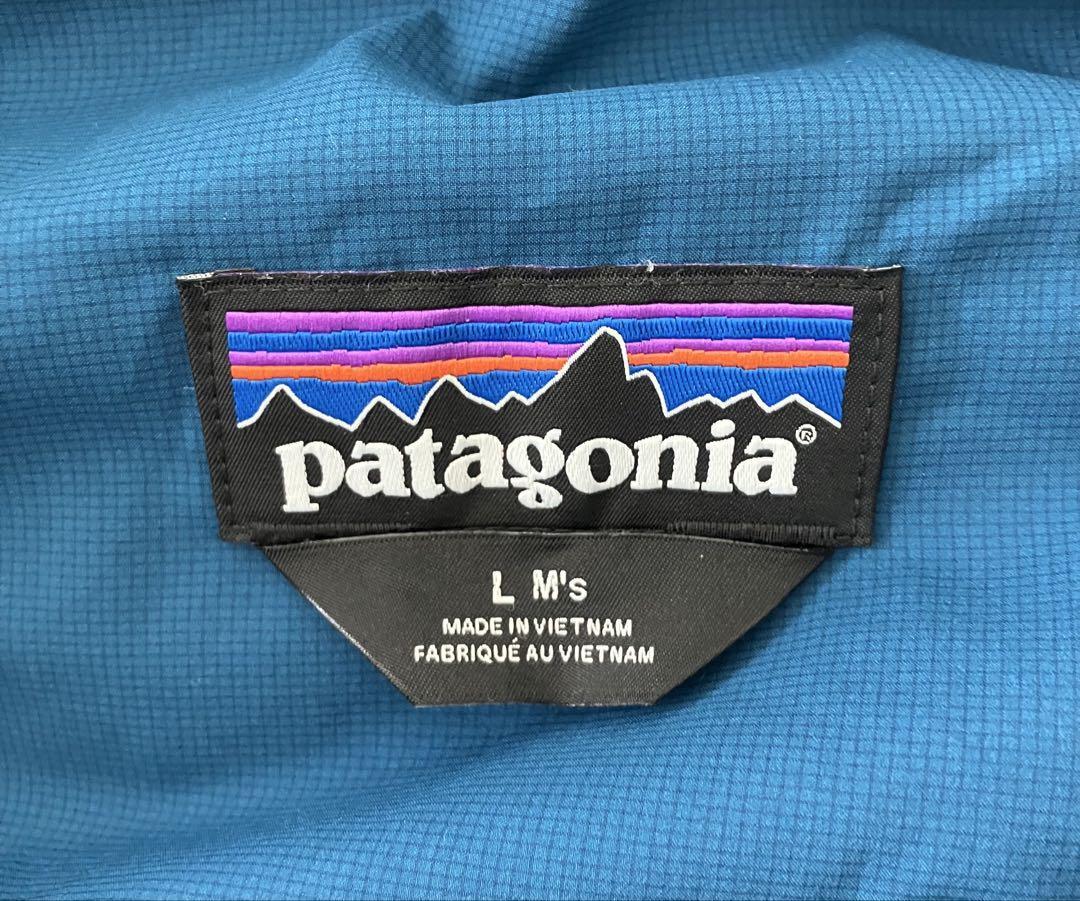 patagonia®
L M's
MADE IN VIETNAM
FABRIQUÉ AU VIETNAM